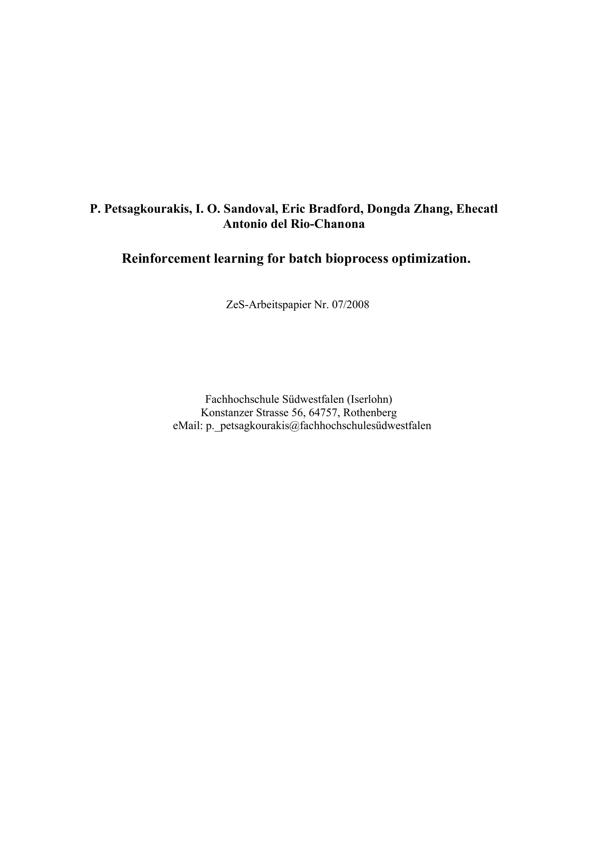 P. Petsagkourakis, I. O. Sandoval, Eric Bradford, Dongda Zhang, Ehecatl
Antonio del Rio-Chanona
Reinforcement learning for batch bioprocess optimization.
ZeS-Arbeitspapier Nr. 07/2008
Fachhochschule Südwestfalen (Iserlohn)
Konstanzer Strasse 56, 64757, Rothenberg
eMail: p._petsagkourakis@fachhochschulesüdwestfalen